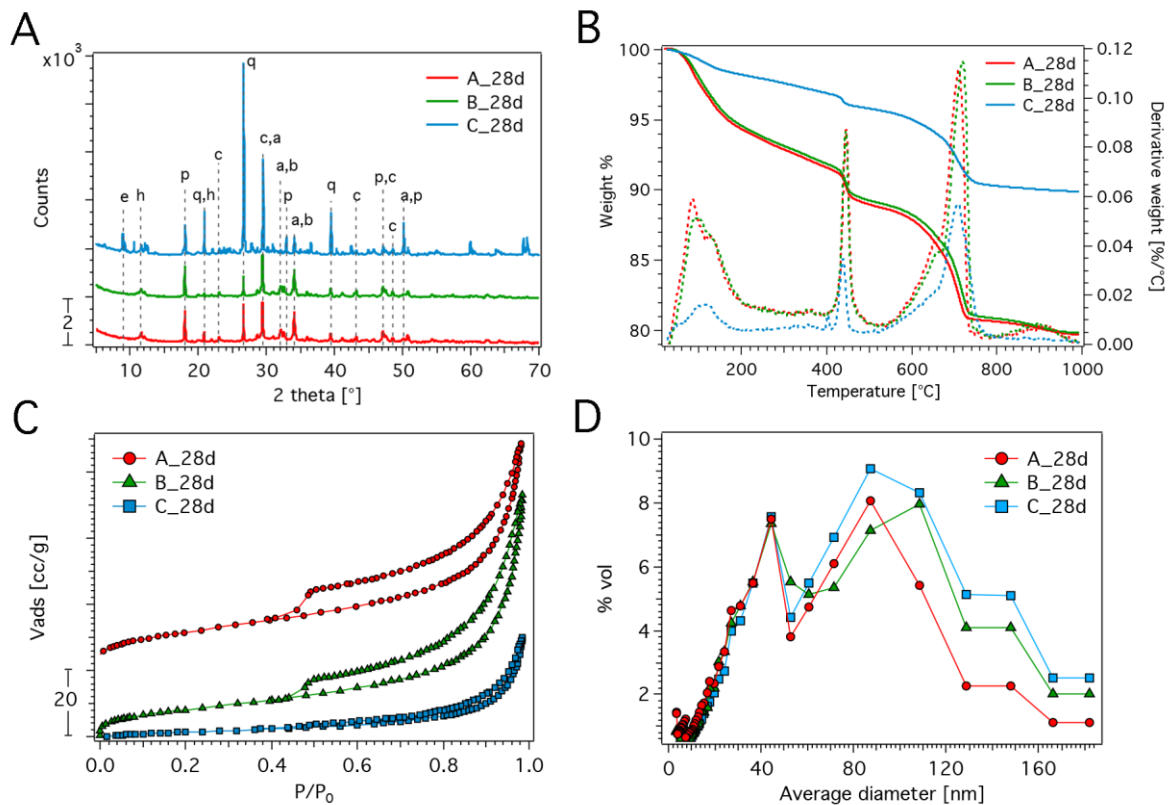 A
x10³
Counts
A_28d
B_28d
C_28d
e
h
p
q,h
c
q
c,a
a,b
p
a,b
q
c
p,c
c
a,p
2
10 20 30 40 50 60 70
2 theta [°]
B
100
95
90
85
80
Weight %
A_28d
B_28d
C_28d
0.12
0.10
0.08
0.06
0.04
0.02
0.00
Derivative weight [%/°C]
200 400 600 800 1000
Temperature [°C]
C
Vads [cc/g]
A_28d
B_28d
C_28d
20
0.0 0.2 0.4 0.6 0.8 1.0
P/P₀
D
10
8
6
4
2
% vol
A_28d
B_28d
C_28d
0 40 80 120 160
Average diameter [nm]